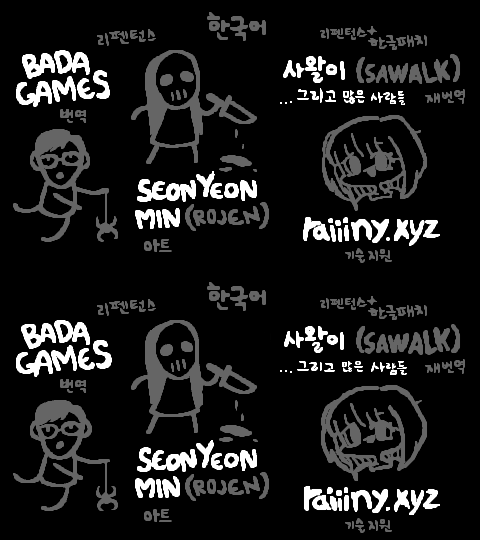 한국어
리펜턴스
BADA
GAMES
번역
SEONYEON
MIN (ROJEN)
아트
리펜턴스+
한글패치
사왈이 (SAWALK)
...그리고 많은 사람들 재번역
raiiiny.xyz
기술지원
한국어
리펜턴스
BADA
GAMES
번역
SEONYEON
MIN (ROJEN)
아트
리펜턴스+
한글패치
사왈이 (SAWALK)
...그리고 많은 사람들 재번역
raiiiny.xyz
기술지원